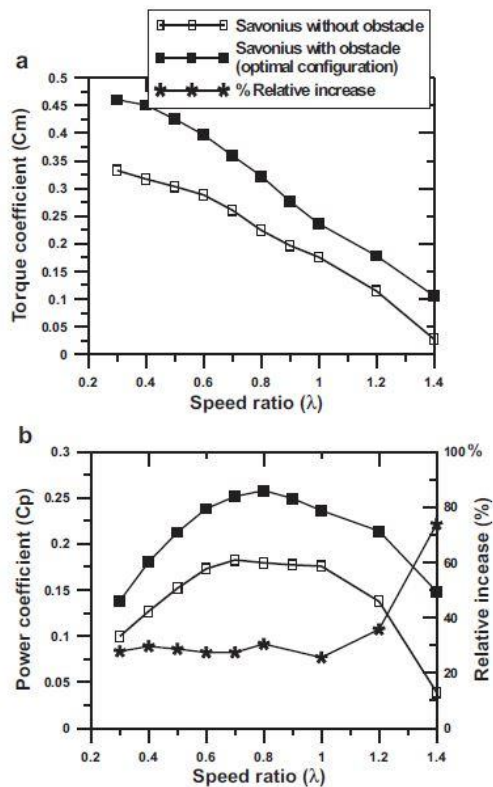 Savonius without obstacle
Savonius with obstacle
(optimal configuration)
% Relative increase
a
Torque coefficient (Cm)
0.5
0.45
0.4
0.35
0.3
0.25
0.2
0.15
0.1
0.05
0
0.2 0.4 0.6 0.8 1 1.2 1.4
Speed ratio (λ)
b
Power coefficient (Cp)
0.3
0.25
0.2
0.15
0.1
0.05
0
100%
80
60
40
20
0
Relative incease (%)
0.2 0.4 0.6 0.8 1 1.2 1.4
Speed ratio (λ)